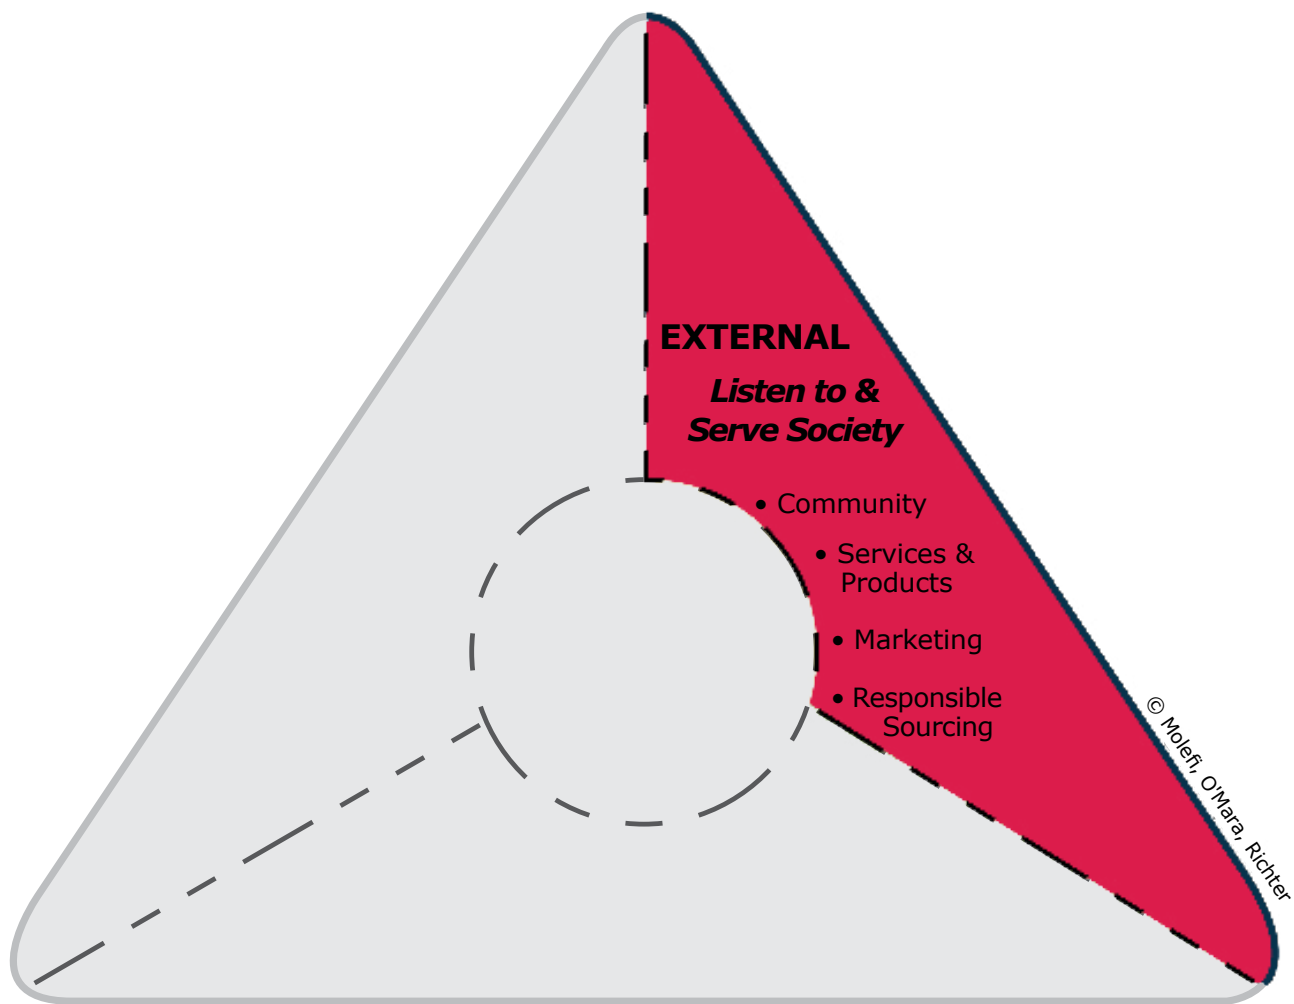 EXTERNAL
Listen to &
Serve Society
• Community
• Services &
Products
• Marketing
• Responsible
Sourcing
© Molefi, O'Mara, Richter